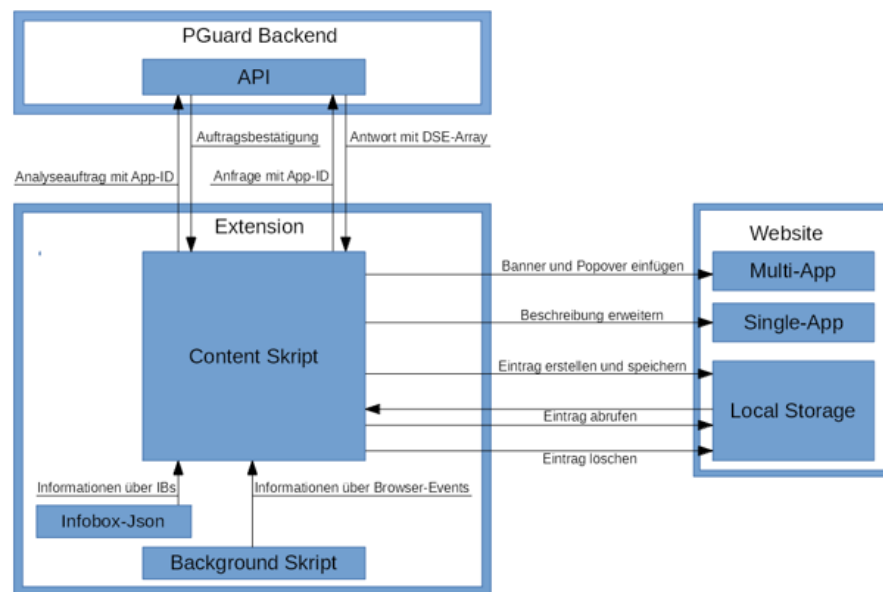 PGuard Backend
API
Auftragsbestätigung
Antwort mit DSE-Array
Analyseauftrag mit App-ID
Anfrage mit App-ID
Extension
Website
Content Skript
Banner und Popover einfügen
Multi-App
Beschreibung erweitern
Single-App
Eintrag erstellen und speichern
Local Storage
Eintrag abrufen
Eintrag löschen
Informationen über IBs
Informationen über Browser-Events
Infobox-Json
Background Skript